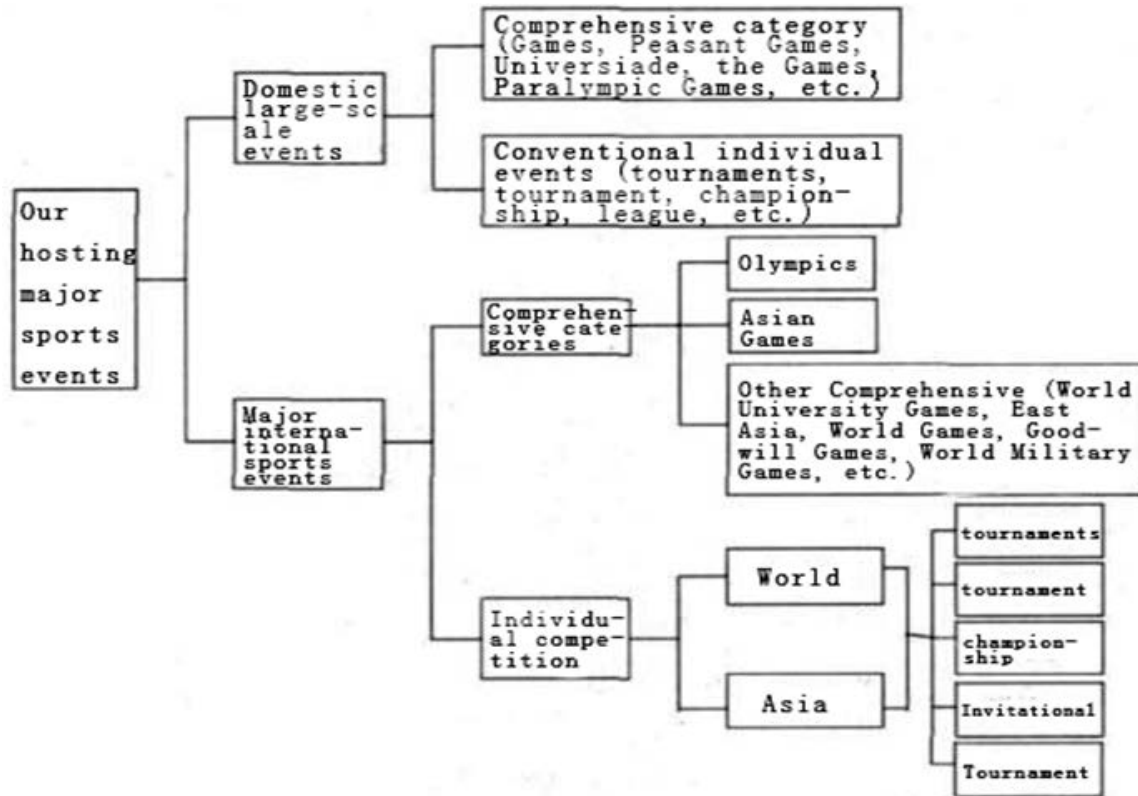 Our
hosting
major
sports
events
Domestic
large-sc
ale
events
Comprehensive category
(Games, Peasant Games,
Universiade, the Games,
Paralympic Games, etc.)
Conventional individual
events (tournaments,
tournament, champion-
ship, league, etc.)
Major
interna-
tional
sports
events
Comprehen-
sive cate-
gories
Olympics
Asian
Games
Other Comprehensive (World
University Games, East
Asia, World Games, Good-
will Games, World Military
Games, etc.)
Individu-
al compe-
tition
World
Asia
tournaments
tournament
champion-
ship
Invitational
Tournament